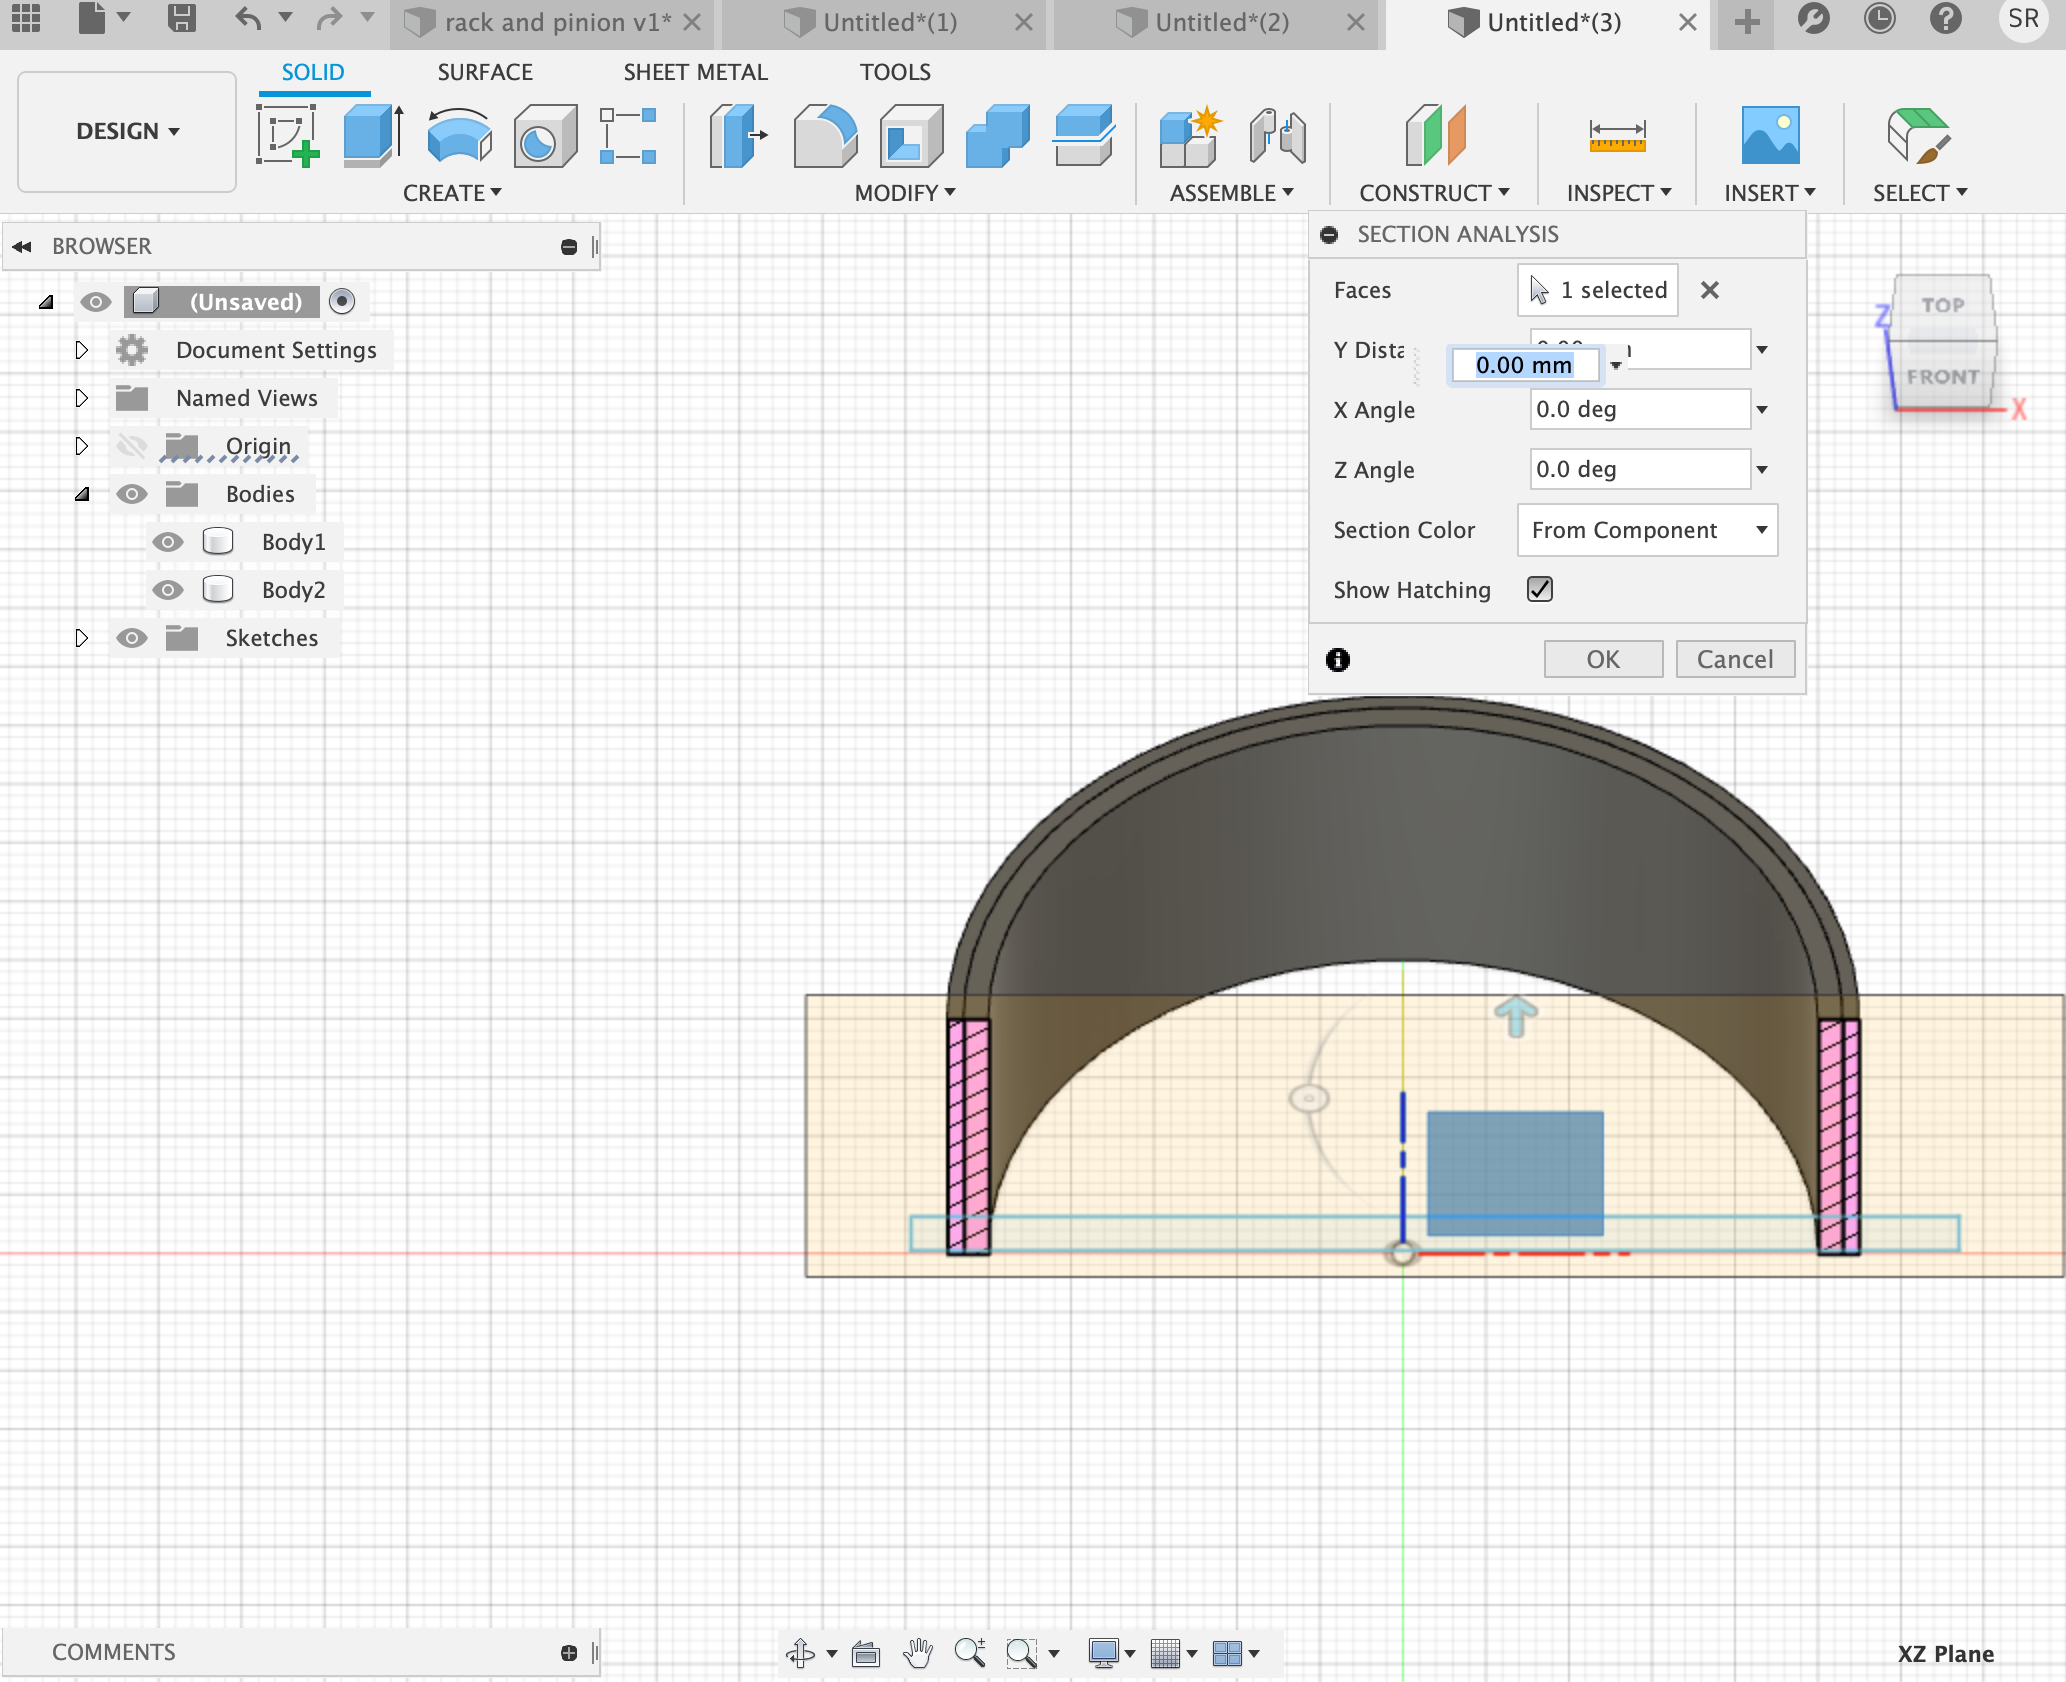 rack and pinion v1*
Untitled*(1)
Untitled*(2)
Untitled*(3)
SR
SOLID
SURFACE
SHEET METAL
TOOLS
DESIGN
CREATE
MODIFY
ASSEMBLE
CONSTRUCT
INSPECT
INSERT
SELECT
BROWSER
(Unsaved)
Document Settings
Named Views
Origin
Bodies
Body1
Body2
Sketches
SECTION ANALYSIS
Faces
1 selected
Y Dista
0.00 mm
X Angle
0.0 deg
Z Angle
0.0 deg
Section Color
From Component
Show Hatching
OK
Cancel
TOP
FRONT
Z
X
COMMENTS
XZ Plane